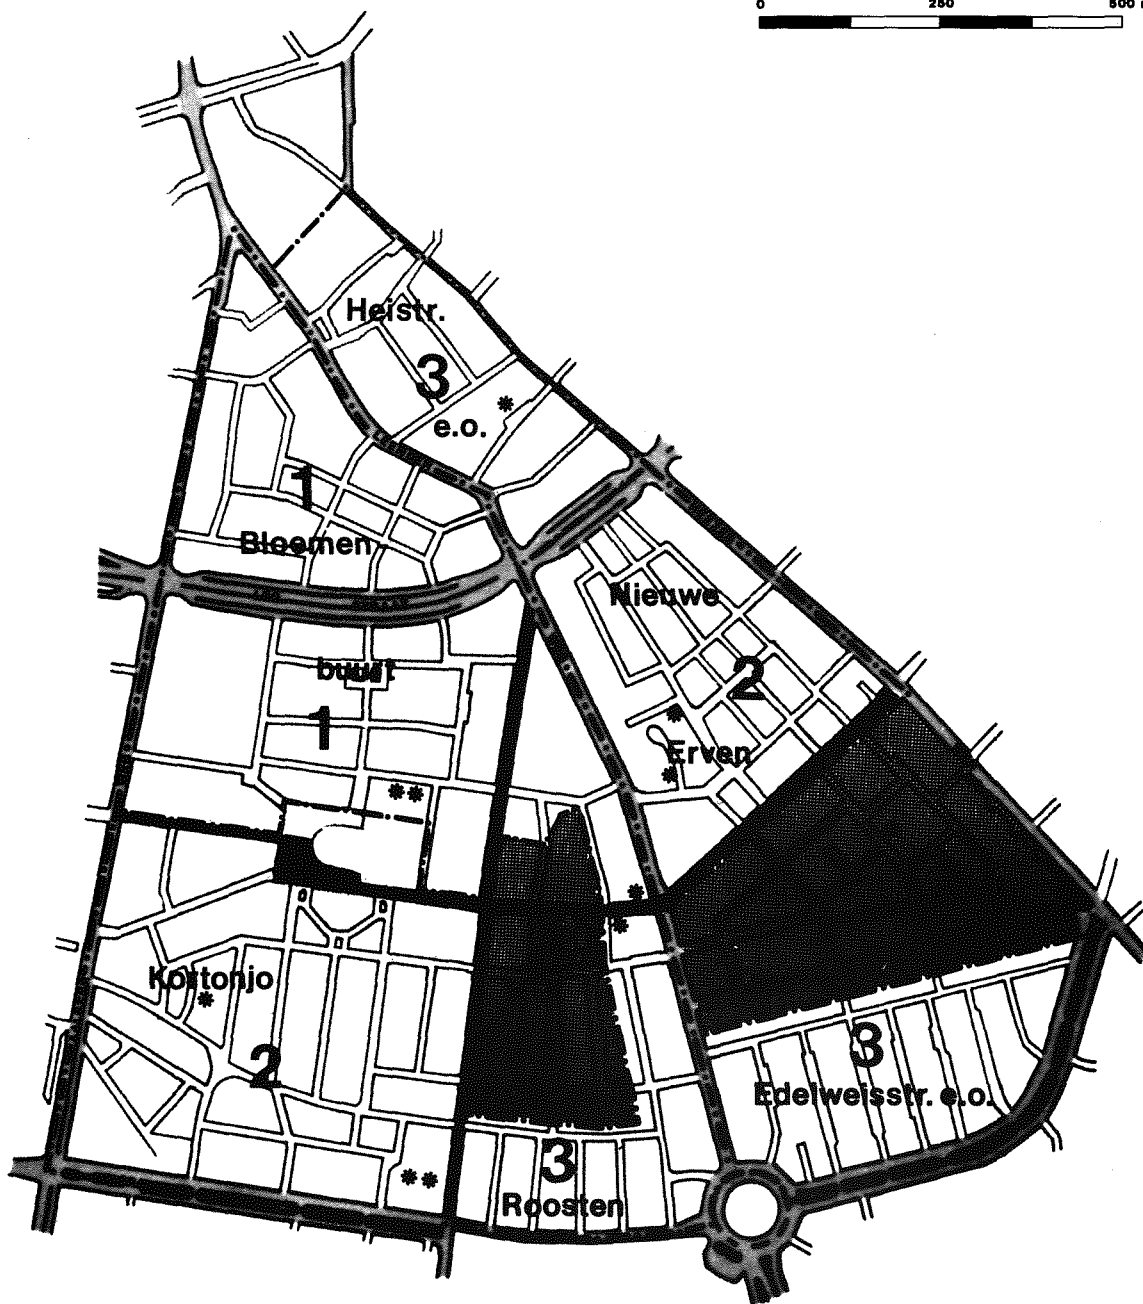 0 250 500
Heistr.
3
e.o.
1
Bloemen-
Nieuwe
buurt
2
1
Erven
Kortonjo
2
3
Edelweisstr. e.o.
3
Roosten